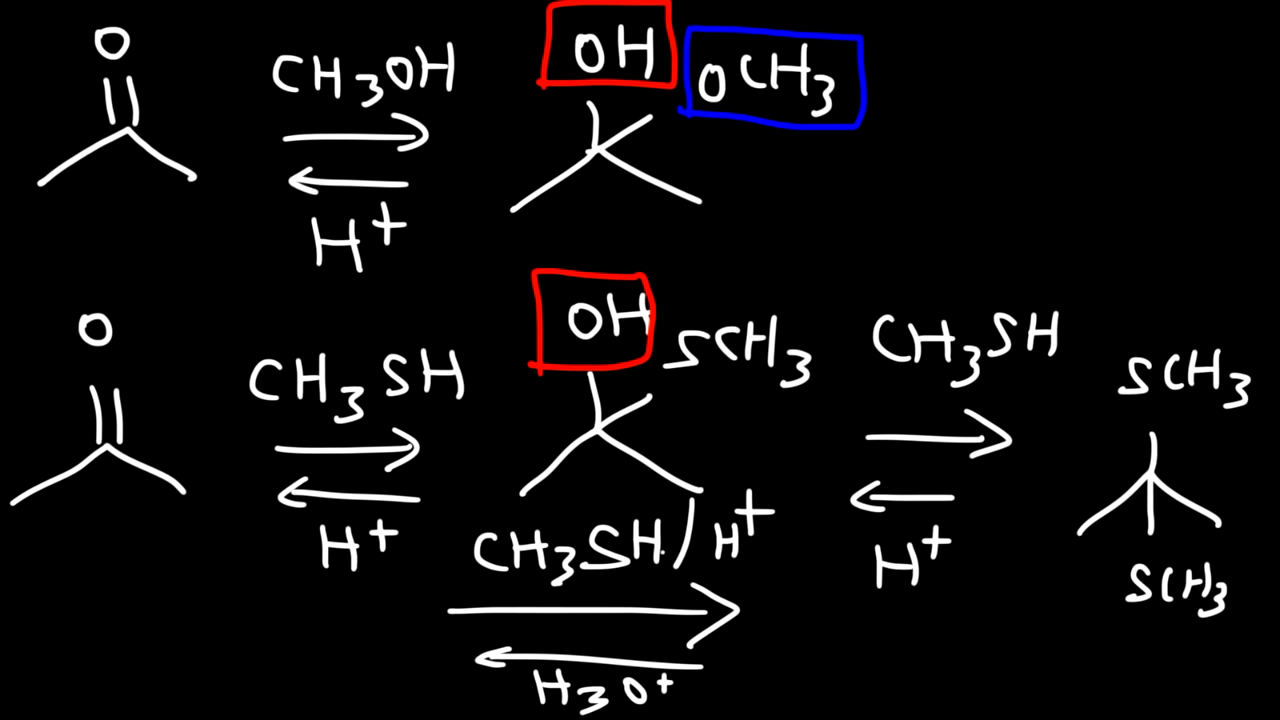 O
CH3OH
OH
OCH3
H+
O
CH3SH
OH
SCH3
CH3SH
SCH3
H+
CH3SH/H+
H+
SCH3
H3O+